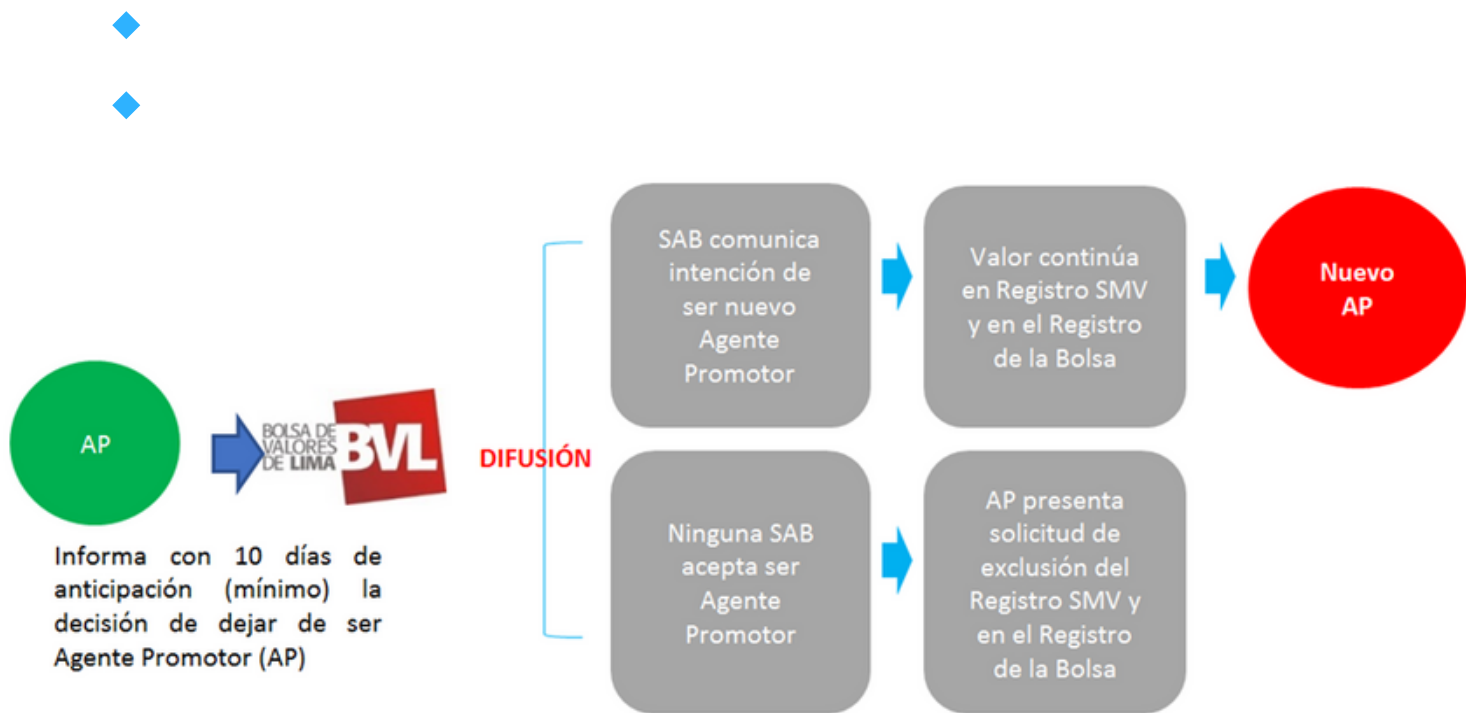 AP
BOLSA DE
VALORES
DE LIMA
BVL
Informa con 10 días de
anticipación (mínimo) la
decisión de dejar de ser
Agente Promotor (AP)
DIFUSIÓN
SAB comunica
intención de
ser nuevo
Agente
Promotor
Valor continúa
en Registro SMV
y en el Registro
de la Bolsa
Nuevo
AP
Ninguna SAB
acepta ser
Agente
Promotor
AP presenta
solicitud de
exclusión del
Registro SMV y
en el Registro
de la Bolsa